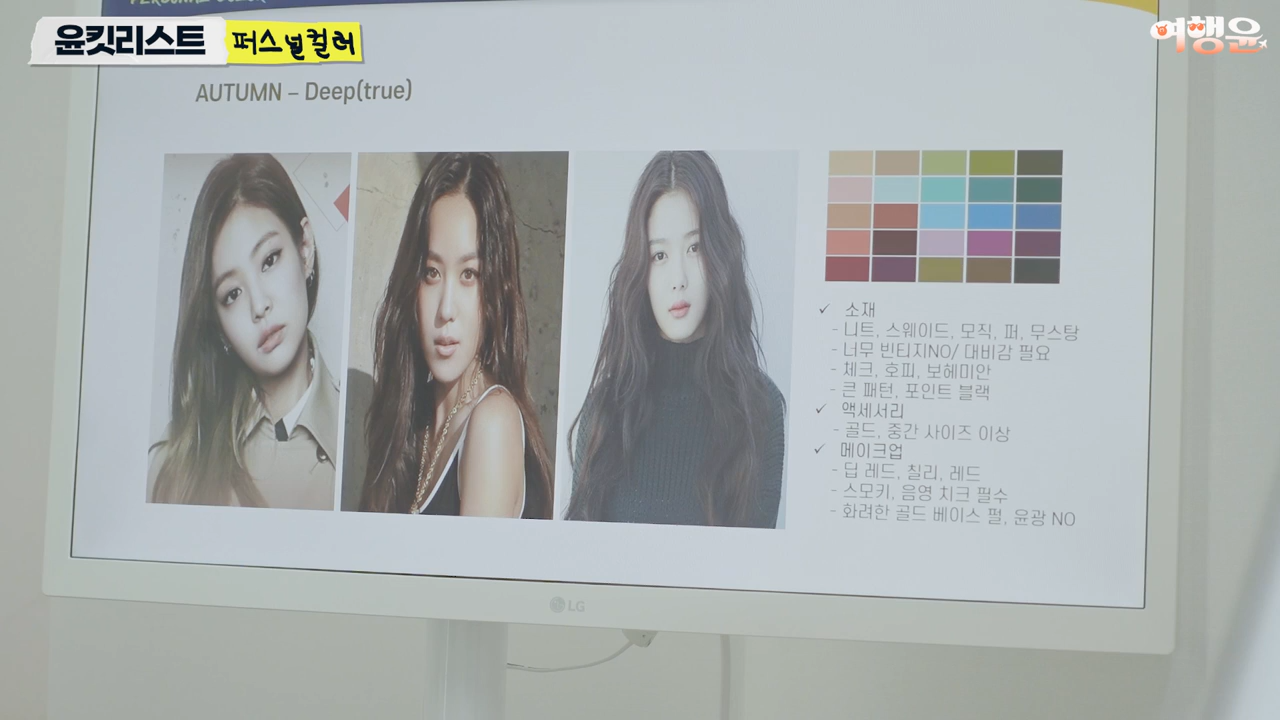 PERSONAL COLOR
윤킷리스트 퍼스널컬러
여행윤
AUTUMN – Deep(true)
✓ 소재
- 니트, 스웨이드, 모직, 퍼, 무스탕
- 너무 빈티지NO/ 대비감 필요
- 체크, 호피, 보헤미안
- 큰 패턴, 포인트 블랙
✓ 액세서리
- 골드, 중간 사이즈 이상
✓ 메이크업
- 딥 레드, 칠리, 레드
- 스모키, 음영 치크 필수
- 화려한 골드 베이스 펄, 윤광 NO
LG